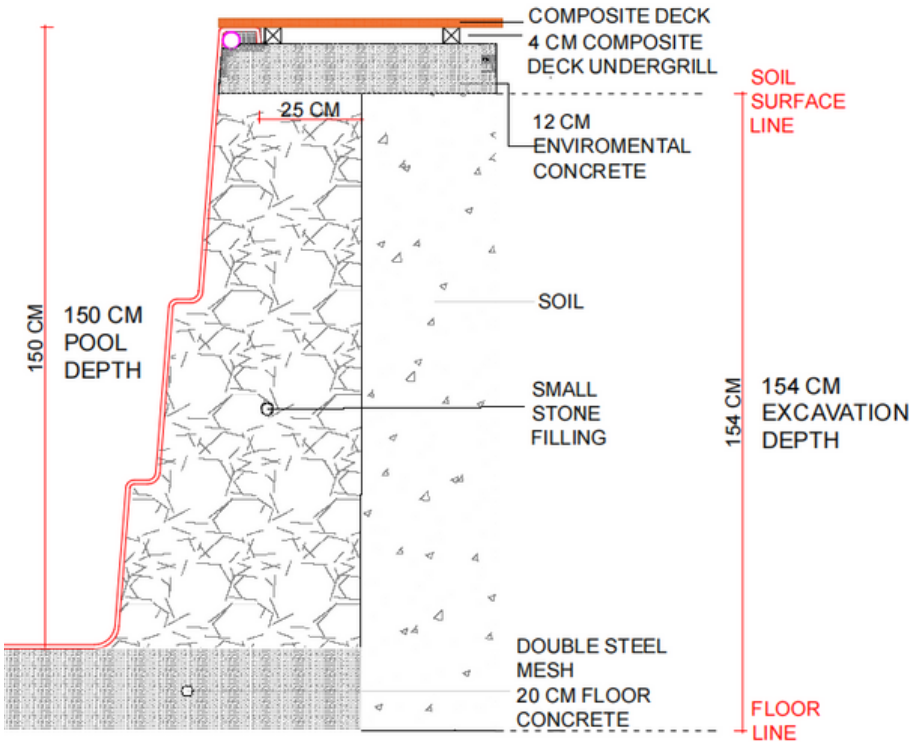 COMPOSITE DECK
4 CM COMPOSITE
DECK UNDERGRILL
SOIL
SURFACE
LINE
25 CM
12 CM
ENVIROMENTAL
CONCRETE
150 CM
150 CM
POOL
DEPTH
SOIL
SMALL
STONE
FILLING
154 CM
154 CM
EXCAVATION
DEPTH
DOUBLE STEEL
MESH
20 CM FLOOR
CONCRETE
FLOOR
LINE